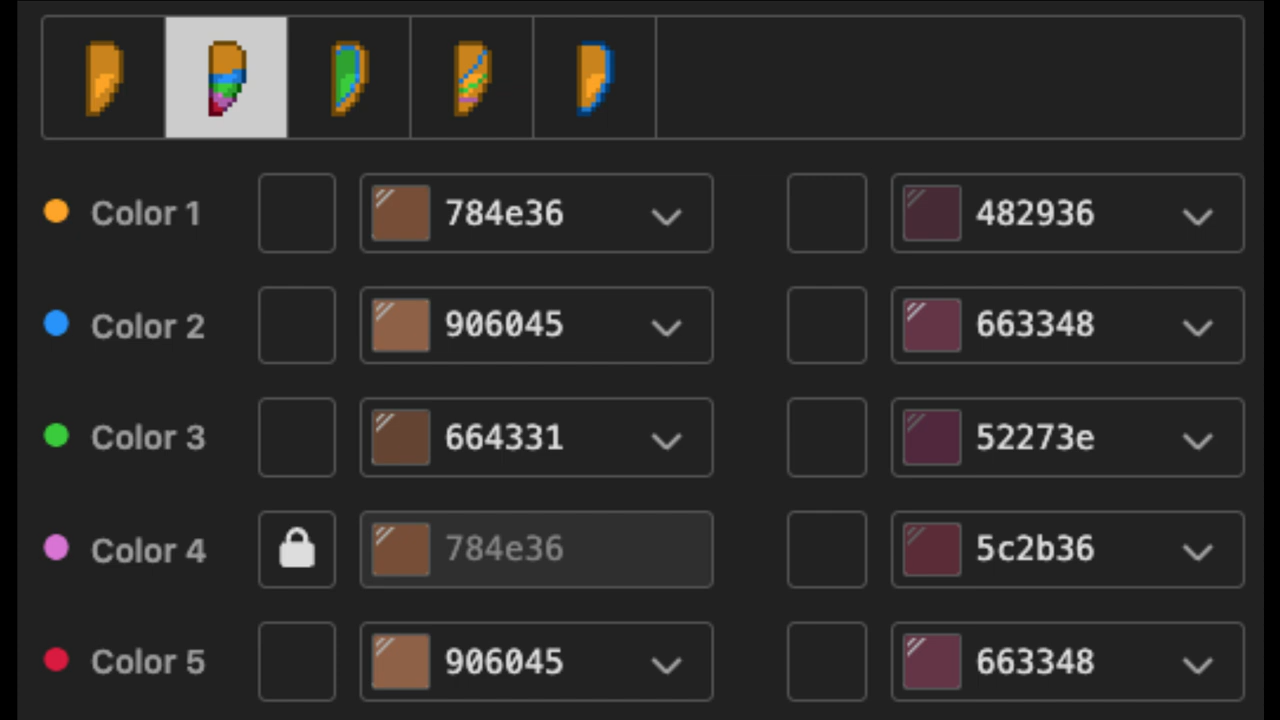 Color 1 784e36 482936
Color 2 906045 663348
Color 3 664331 52273e
Color 4 784e36 5c2b36
Color 5 906045 663348